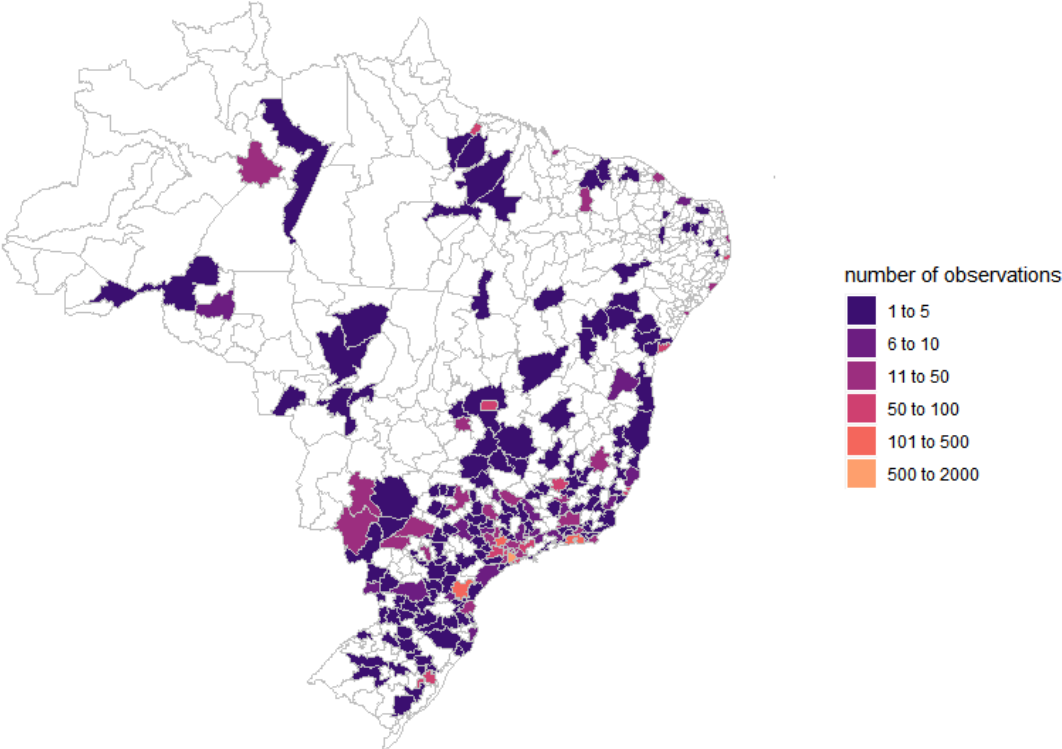 number of observations
1 to 5
6 to 10
11 to 50
50 to 100
101 to 500
500 to 2000